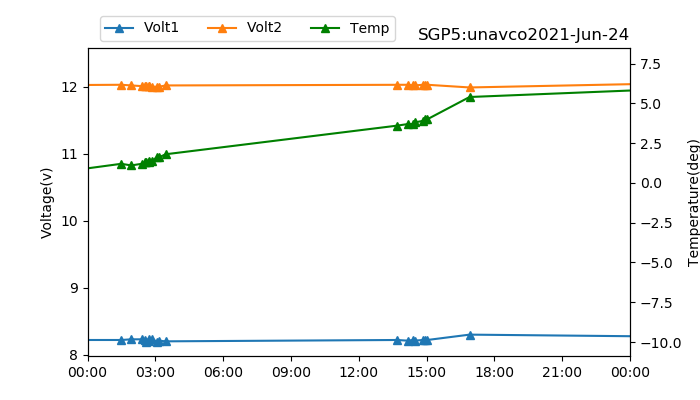 Volt1 Volt2 Temp
SGP5:unavco2021-Jun-24
Voltage(v)
12
11
10
9
8
7.5
5.0
2.5
0.0
−2.5
−5.0
−7.5
−10.0
Temperature(deg)
00:00 03:00 06:00 09:00 12:00 15:00 18:00 21:00 00:00